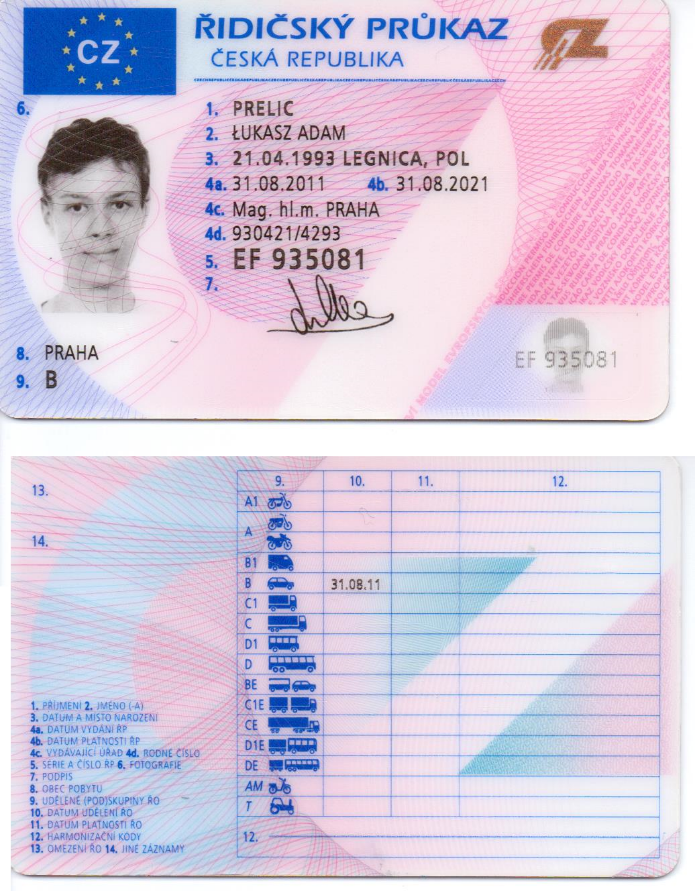 CZ
ŘIDIČSKÝ PRŮKAZ
ČESKÁ REPUBLIKA
6.
1. PRELIC
2. ŁUKASZ ADAM
3. 21.04.1993 LEGNICA, POL
4a. 31.08.2011 4b. 31.08.2021
4c. Mag. hl.m. PRAHA
4d. 930421/4293
5. EF 935081
7.
8. PRAHA
9. B
EF 935081
9. 10. 11. 12.
13.
14.
A1
A
B1
B 31.08.11
C1
C
D1
D
BE
C1E
CE
D1E
DE
AM
T
12.
1. PŘÍJMENÍ 2. JMÉNO (-A)
3. DATUM A MÍSTO NAROZENÍ
4a. DATUM VYDÁNÍ ŘP
4b. DATUM PLATNOSTI ŘP
4c. VYDÁVAJÍCÍ ÚŘAD 4d. RODNÉ ČÍSLO
5. SÉRIE A ČÍSLO ŘP 6. FOTOGRAFIE
7. PODPIS
8. OBEC POBYTU
9. UDĚLENÉ (POD)SKUPINY ŘO
10. DATUM UDĚLENÍ ŘO
11. DATUM PLATNOSTI ŘO
12. HARMONIZAČNÍ KÓDY
13. OMEZENÍ ŘO 14. JINÉ ZÁZNAMY